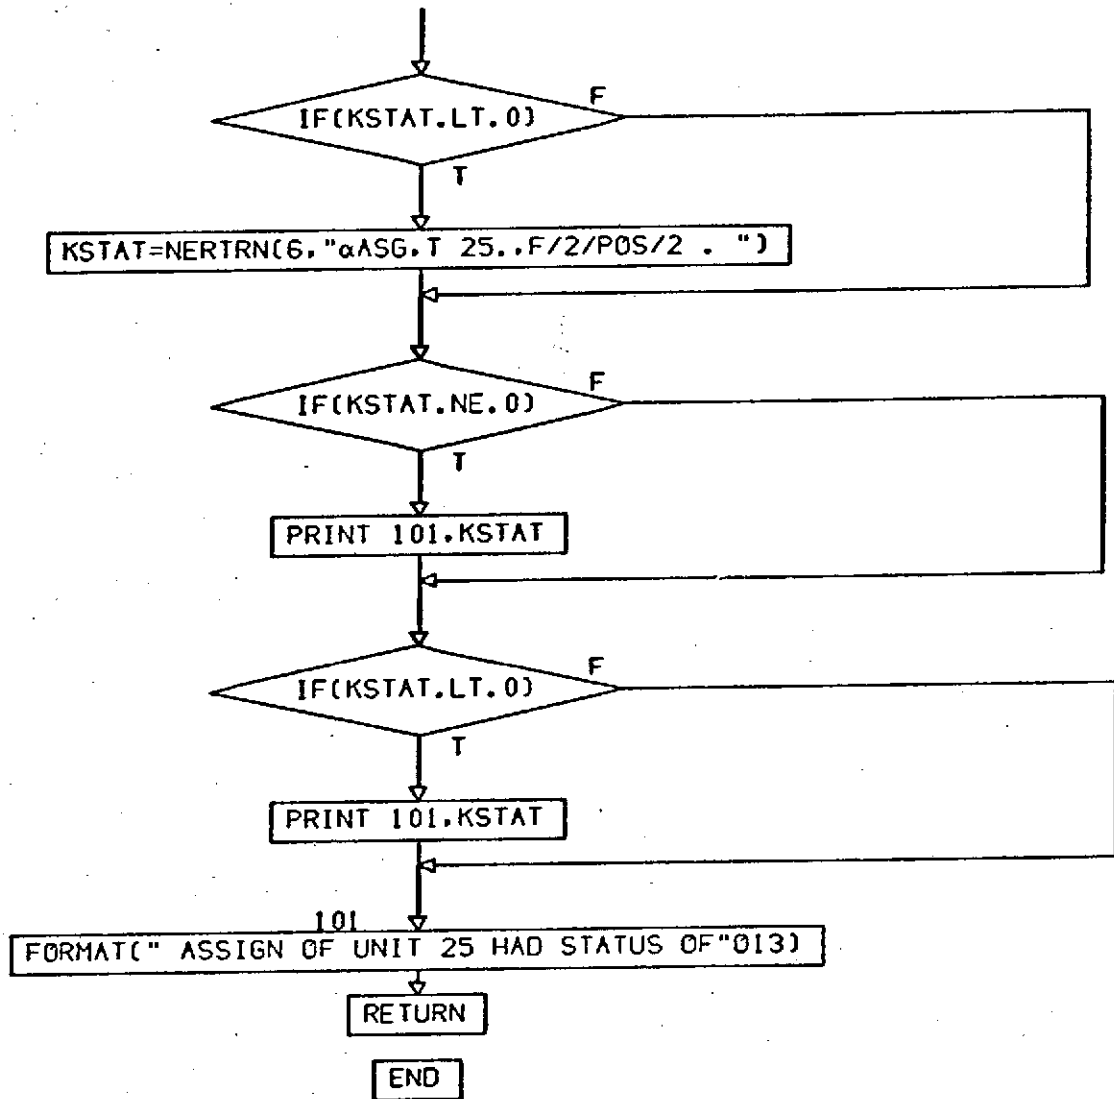 IF(KSTAT.LT.0)
F
T
KSTAT=NERTRN(6,"αASG,T 25.,F/2/POS/2 . ")
IF(KSTAT.NE.0)
F
T
PRINT 101,KSTAT
IF(KSTAT.LT.0)
F
T
PRINT 101,KSTAT
101
FORMAT(" ASSIGN OF UNIT 25 HAD STATUS OF"O13)
RETURN
END